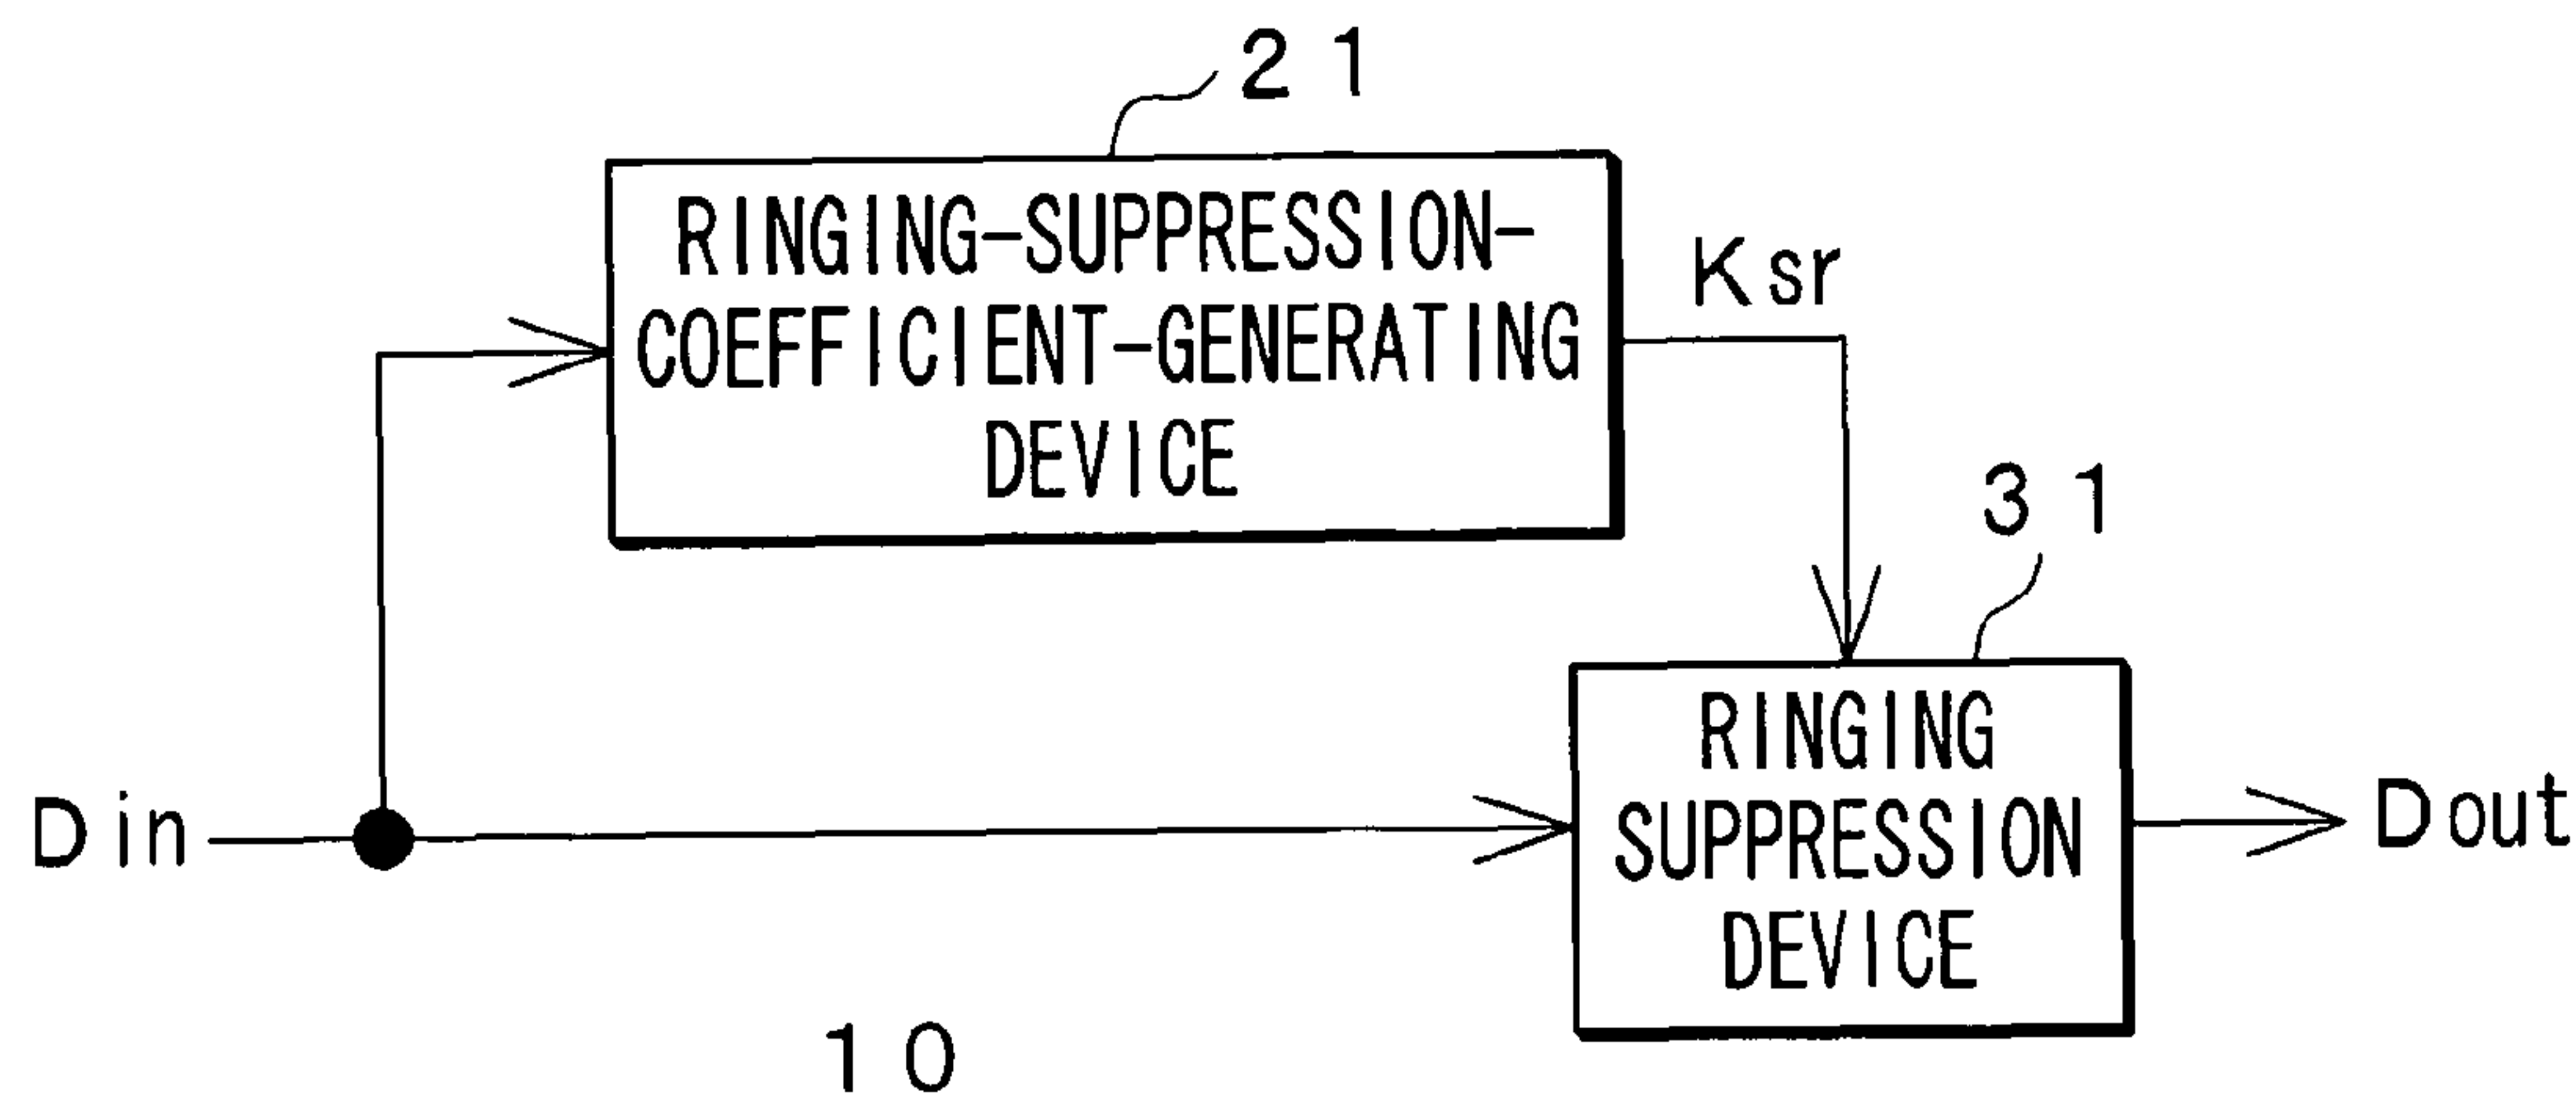 21
RINGING-SUPPRESSION-
COEFFICIENT-GENERATING
DEVICE
Ksr
31
RINGING
SUPPRESSION
DEVICE
Din
Dout
10